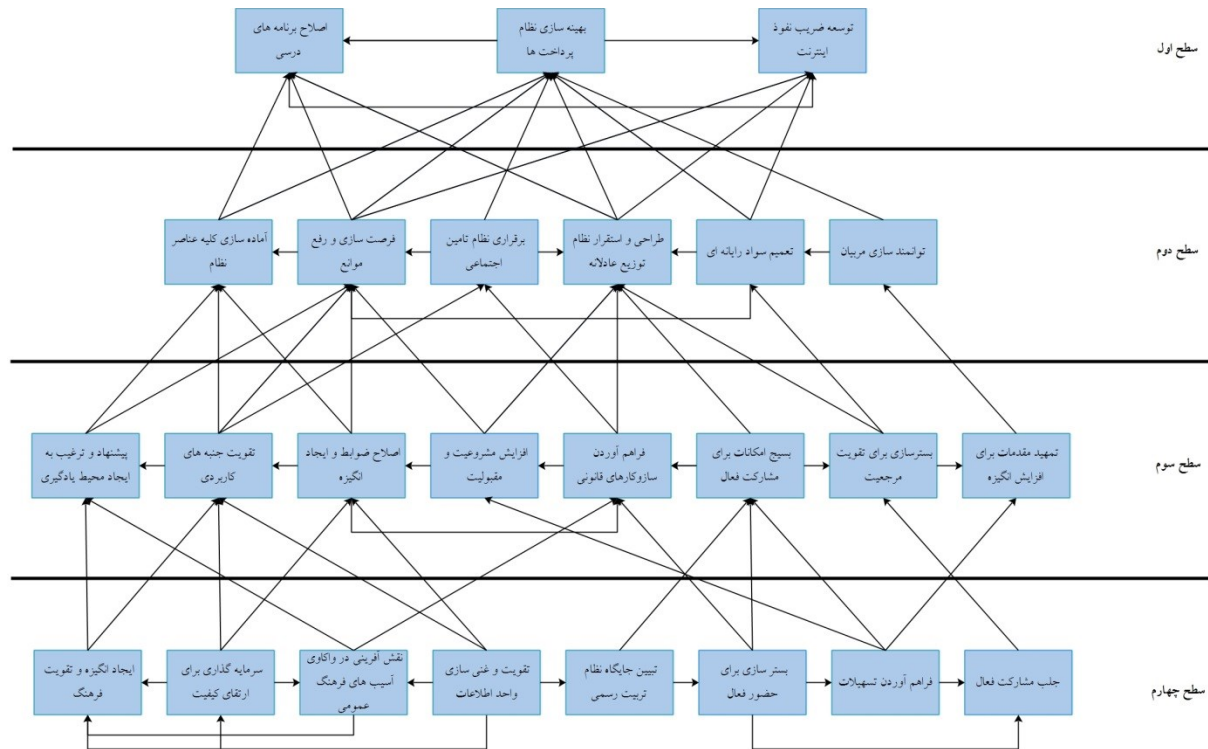 سطح اول
توسعه ضریب نفوذ
اینترنت
بهینه سازی نظام
پرداخت ها
اصلاح برنامه های
درسی
سطح دوم
توانمند سازی مربیان
تعمیم سواد رایانه ای
طراحی و استقرار نظام
توزیع عادلانه
برقراری نظام تامین
اجتماعی
فرصت سازی و رفع
موانع
آماده سازی کلیه عناصر
نظام
سطح سوم
تمهید مقدمات برای
افزایش انگیزه
بسترسازی برای تقویت
مرجعیت
بسیج امکانات برای
مشارکت فعال
فراهم آوردن
سازوکارهای قانونی
افزایش مشروعیت و
مقبولیت
اصلاح ضوابط و ایجاد
انگیزه
تقویت جنبه های
کاربردی
پیشنهاد و ترغیب به
ایجاد محیط یادگیری
سطح چهارم
جلب مشارکت فعال
فراهم آوردن تسهیلات
بستر سازی برای
حضور فعال
تبیین جایگاه نظام
تربیت رسمی
تقویت و غنی سازی
واحد اطلاعات
نقش آفرینی در واکاوی
آسیب های فرهنگ
عمومی
سرمایه گذاری برای
ارتقای کیفیت
ایجاد انگیزه و تقویت
فرهنگ